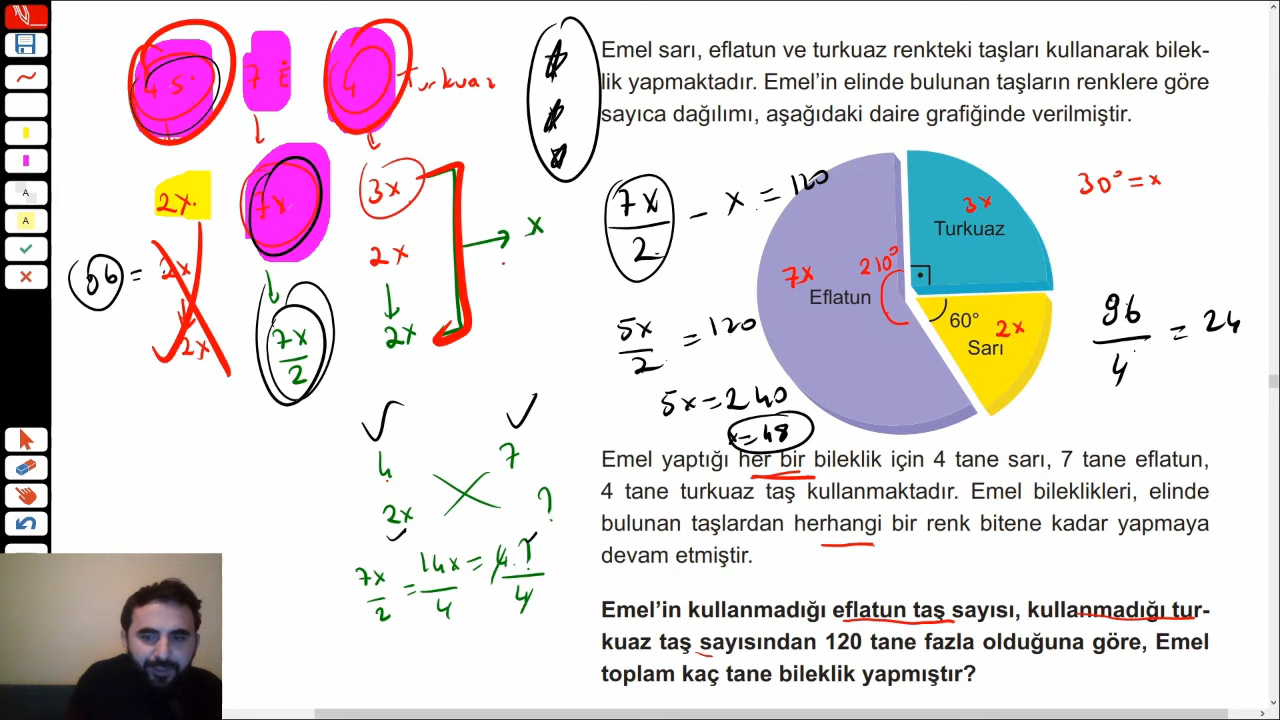 Emel sarı, eflatun ve turkuaz renkteki taşları kullanarak bilek-
lik yapmaktadır. Emel'in elinde bulunan taşların renklere göre
sayıca dağılımı, aşağıdaki daire grafiğinde verilmiştir.
4 S
7 E
4
Turkuaz
2x
7x
3x
2x
2x
2x
2x
x
96 =
7x/2
7x/2 - x = 120
5x/2 = 120
5x = 240
x = 48
30° = x
3x
Turkuaz
7x
210°
Eflatun
60°
2x
Sarı
96/4 = 24
4 7
2x ?
7x/2 = 14x/4 = 4.?/4
Emel yaptığı her bir bileklik için 4 tane sarı, 7 tane eflatun,
4 tane turkuaz taş kullanmaktadır. Emel bileklikleri, elinde
bulunan taşlardan herhangi bir renk bitene kadar yapmaya
devam etmiştir.
Emel'in kullanmadığı eflatun taş sayısı, kullanmadığı tur-
kuaz taş sayısından 120 tane fazla olduğuna göre, Emel
toplam kaç tane bileklik yapmıştır?
A
A